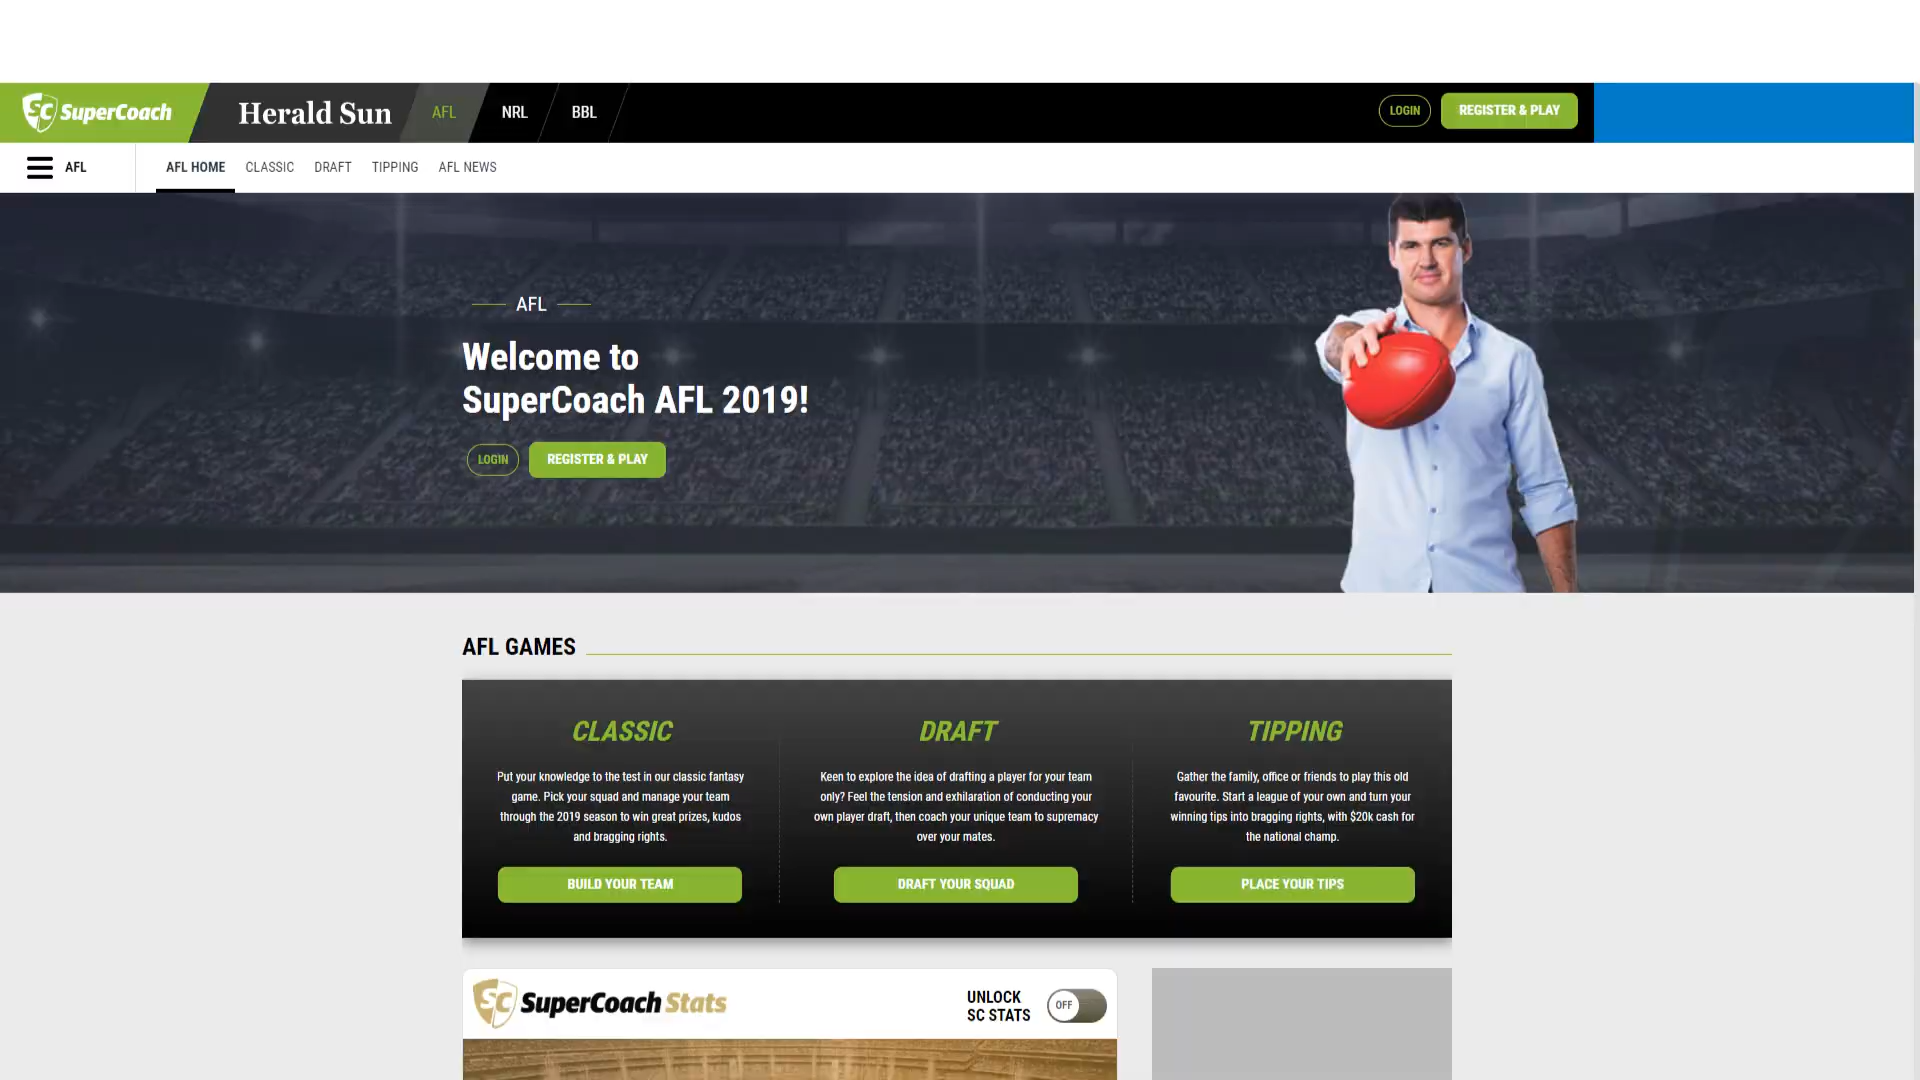 SC SuperCoach
Herald Sun
AFL
NRL
BBL
LOGIN
REGISTER & PLAY
AFL
AFL HOME
CLASSIC
DRAFT
TIPPING
AFL NEWS
AFL
Welcome to
SuperCoach AFL 2019!
LOGIN
REGISTER & PLAY
AFL GAMES
CLASSIC
Put your knowledge to the test in our classic fantasy
game. Pick your squad and manage your team
through the 2019 season to win great prizes, kudos
and bragging rights.
BUILD YOUR TEAM
DRAFT
Keen to explore the idea of drafting a player for your team
only? Feel the tension and exhilaration of conducting your
own player draft, then coach your unique team to supremacy
over your mates.
DRAFT YOUR SQUAD
TIPPING
Gather the family, office or friends to play this old
favourite. Start a league of your own and turn your
winning tips into bragging rights, with $20k cash for
the national champ.
PLACE YOUR TIPS
SC SuperCoach Stats
UNLOCK
SC STATS
OFF